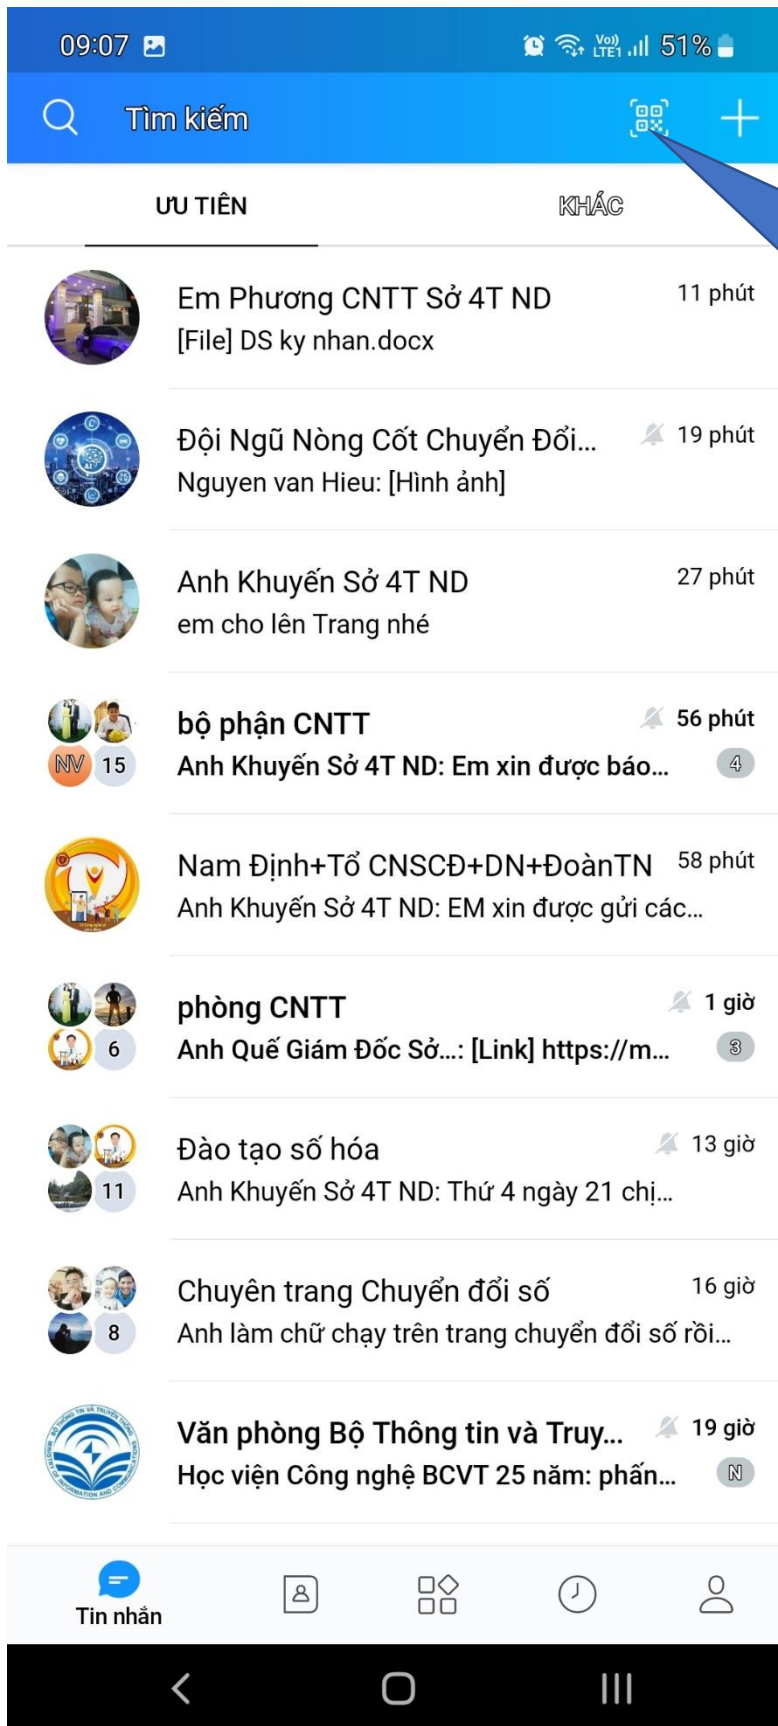 09:07
Vo)) LTE1 51%
Tìm kiếm
ƯU TIÊN
KHÁC
Em Phương CNTT Sở 4T ND
11 phút
[File] DS ky nhan.docx
Đội Ngũ Nòng Cốt Chuyển Đổi...
19 phút
Nguyen van Hieu: [Hình ảnh]
Anh Khuyến Sở 4T ND
27 phút
em cho lên Trang nhé
bộ phận CNTT
56 phút
NV 15
Anh Khuyến Sở 4T ND: Em xin được báo...
4
Nam Định+Tổ CNSCĐ+DN+ĐoànTN
58 phút
Anh Khuyến Sở 4T ND: EM xin được gửi các...
phòng CNTT
1 giờ
6
Anh Quế Giám Đốc Sở...: [Link] https://m...
3
Đào tạo số hóa
13 giờ
11
Anh Khuyến Sở 4T ND: Thứ 4 ngày 21 chị...
Chuyên trang Chuyển đổi số
16 giờ
8
Anh làm chữ chạy trên trang chuyển đổi số rồi...
Văn phòng Bộ Thông tin và Truy...
19 giờ
Học viện Công nghệ BCVT 25 năm: phấn...
N
Tin nhắn